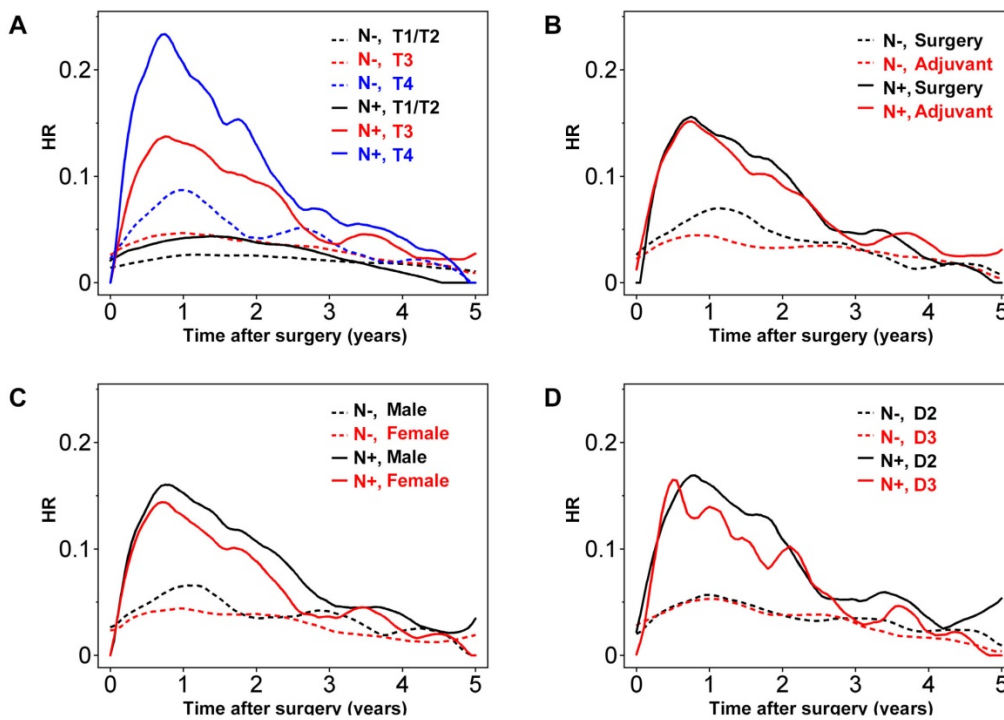 A
N-, T1/T2
N-, T3
N-, T4
N+, T1/T2
N+, T3
N+, T4
HR
0.2
0.1
0
0 1 2 3 4 5
Time after surgery (years)
B
N-, Surgery
N-, Adjuvant
N+, Surgery
N+, Adjuvant
HR
0.2
0.1
0
0 1 2 3 4 5
Time after surgery (years)
C
N-, Male
N-, Female
N+, Male
N+, Female
HR
0.2
0.1
0
0 1 2 3 4 5
Time after surgery (years)
D
N-, D2
N-, D3
N+, D2
N+, D3
HR
0.2
0.1
0
0 1 2 3 4 5
Time after surgery (years)